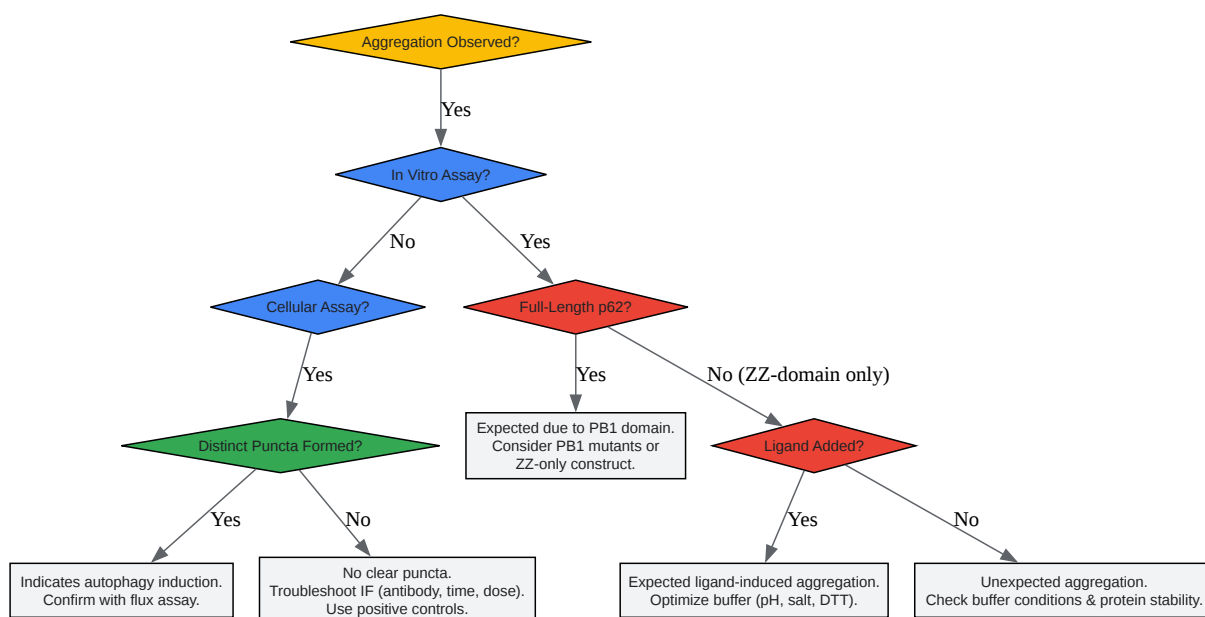 Aggregation Observed?
Yes
In Vitro Assay?
No
Yes
Cellular Assay?
Full-Length p62?
Yes
Yes
No (ZZ-domain only)
Distinct Puncta Formed?
Expected due to PB1 domain.
Consider PB1 mutants or
ZZ-only construct.
Ligand Added?
Yes
No
Yes
No
Indicates autophagy induction.
Confirm with flux assay.
No clear puncta.
Troubleshoot IF (antibody, time, dose).
Use positive controls.
Expected ligand-induced aggregation.
Optimize buffer (pH, salt, DTT).
Unexpected aggregation.
Check buffer conditions & protein stability.